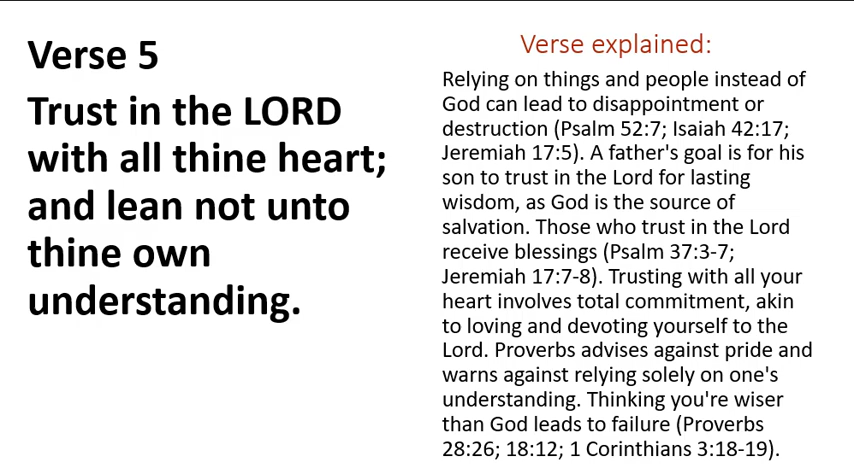 Verse 5
Trust in the LORD
with all thine heart;
and lean not unto
thine own
understanding.
Verse explained:
Relying on things and people instead of
God can lead to disappointment or
destruction (Psalm 52:7; Isaiah 42:17;
Jeremiah 17:5). A father's goal is for his
son to trust in the Lord for lasting
wisdom, as God is the source of
salvation. Those who trust in the Lord
receive blessings (Psalm 37:3-7;
Jeremiah 17:7-8). Trusting with all your
heart involves total commitment, akin
to loving and devoting yourself to the
Lord. Proverbs advises against pride and
warns against relying solely on one's
understanding. Thinking you're wiser
than God leads to failure (Proverbs
28:26; 18:12; 1 Corinthians 3:18-19).